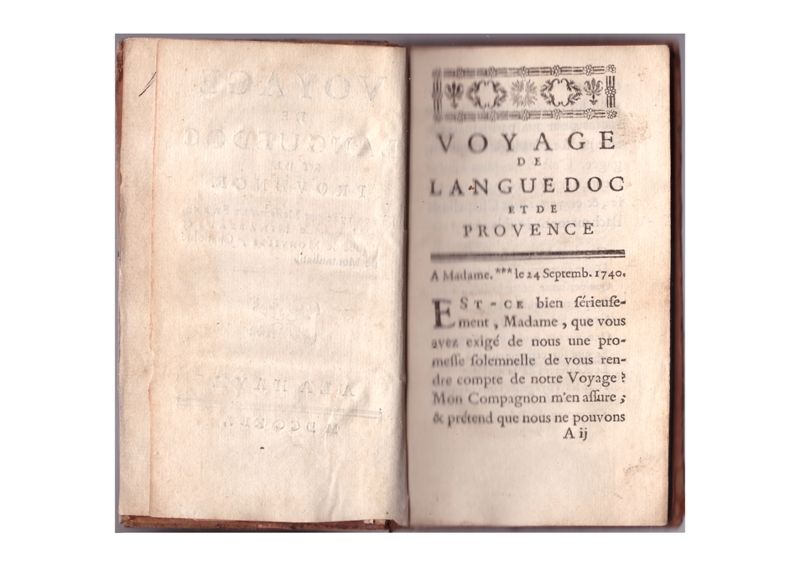 VOYAGE
DE
LANGUEDOC
ET DE
PROVENCE
A Madame. *** le 24 Septemb. 1740.
EST-CE bien sérieuse-
ment, Madame, que vous
avez exigé de nous une pro-
messe solemnelle de vous ren-
dre compte de notre Voyage?
Mon Compagnon m'en assure;
& prétend que nous ne pouvons
A ij